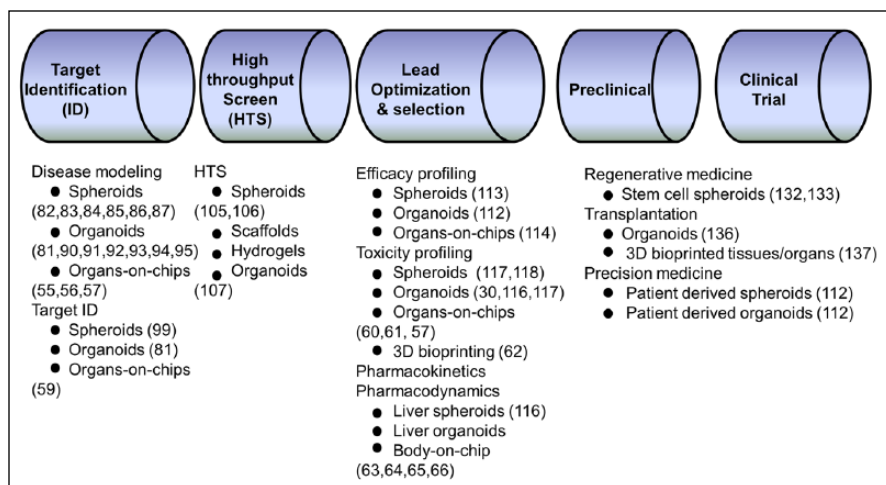 Target
Identification
(ID)
High
throughput
Screen
(HTS)
Lead
Optimization
& selection
Preclinical
Clinical
Trial
Disease modeling
● Spheroids
(82,83,84,85,86,87)
● Organoids
(81,90,91,92,93,94,95)
● Organs-on-chips
(55,56,57)
Target ID
● Spheroids (99)
● Organoids (81)
● Organs-on-chips
(59)
HTS
● Spheroids
(105,106)
● Scaffolds
● Hydrogels
● Organoids
(107)
Efficacy profiling
● Spheroids (113)
● Organoids (112)
● Organs-on-chips (114)
Toxicity profiling
● Spheroids (117,118)
● Organoids (30,116,117)
● Organs-on-chips
(60,61, 57)
● 3D bioprinting (62)
Pharmacokinetics
Pharmacodynamics
● Liver spheroids (116)
● Liver organoids
● Body-on-chip
(63,64,65,66)
Regenerative medicine
● Stem cell spheroids (132,133)
Transplantation
● Organoids (136)
● 3D bioprinted tissues/organs (137)
Precision medicine
● Patient derived spheroids (112)
● Patient derived organoids (112)